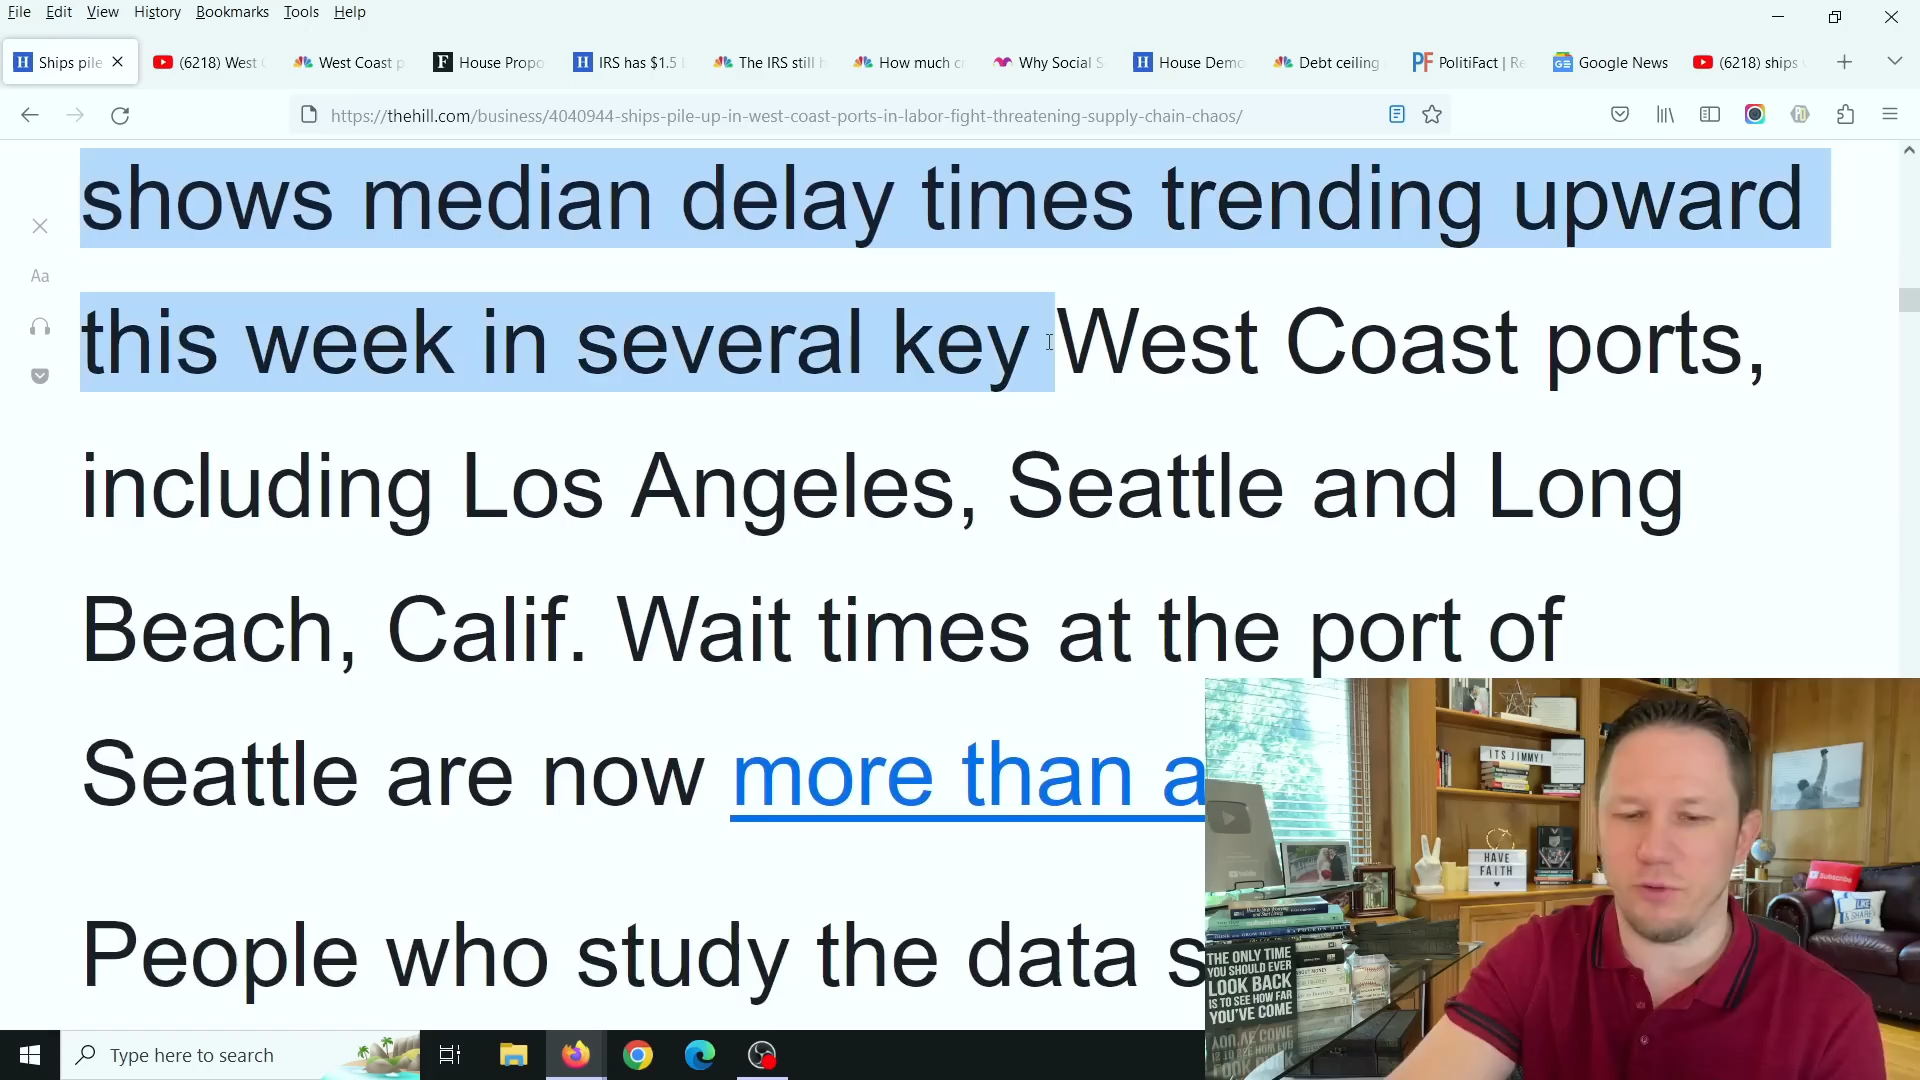 File Edit View History Bookmarks Tools Help
H Ships pile
(6218) West C
West Coast p
F House Propo
H IRS has $1.5
The IRS still h
How much c
Why Social S
H House Demo
Debt ceiling
PF PolitiFact | Re
Google News
(6218) ships
https://thehill.com/business/4040944-ships-pile-up-in-west-coast-ports-in-labor-fight-threatening-supply-chain-chaos/
Aa
shows median delay times trending upward
this week in several key West Coast ports,
including Los Angeles, Seattle and Long
Beach, Calif. Wait times at the port of
Seattle are now more than a
People who study the data s
ITS JIMMY!
HAVE
FAITH
Subscribe
LIKE
& SHARE
THE ONLY TIME
YOU SHOULD EVER
LOOK BACK
IS TO SEE HOW FAR
YOU'VE COME
Type here to search